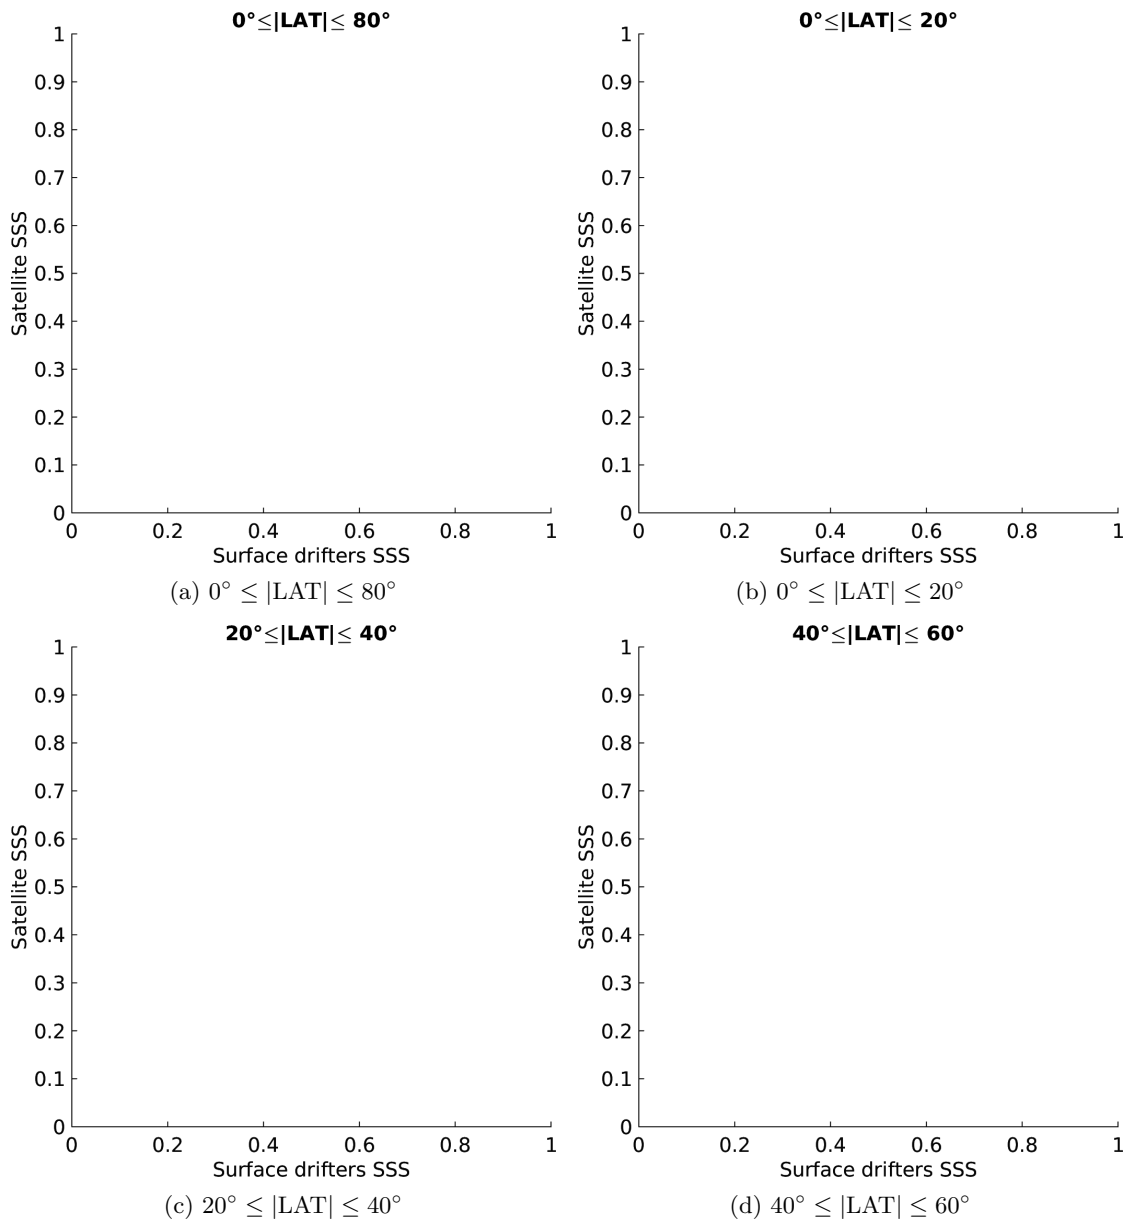 0°≤|LAT|≤ 80°
1
0.9
0.8
0.7
0.6
0.5
0.4
0.3
0.2
0.1
0
Satellite SSS
0 0.2 0.4 0.6 0.8 1
Surface drifters SSS
(a) 0° ≤ |LAT| ≤ 80°
0°≤|LAT|≤ 20°
1
0.9
0.8
0.7
0.6
0.5
0.4
0.3
0.2
0.1
0
Satellite SSS
0 0.2 0.4 0.6 0.8 1
Surface drifters SSS
(b) 0° ≤ |LAT| ≤ 20°
20°≤|LAT|≤ 40°
1
0.9
0.8
0.7
0.6
0.5
0.4
0.3
0.2
0.1
0
Satellite SSS
0 0.2 0.4 0.6 0.8 1
Surface drifters SSS
(c) 20° ≤ |LAT| ≤ 40°
40°≤|LAT|≤ 60°
1
0.9
0.8
0.7
0.6
0.5
0.4
0.3
0.2
0.1
0
Satellite SSS
0 0.2 0.4 0.6 0.8 1
Surface drifters SSS
(d) 40° ≤ |LAT| ≤ 60°